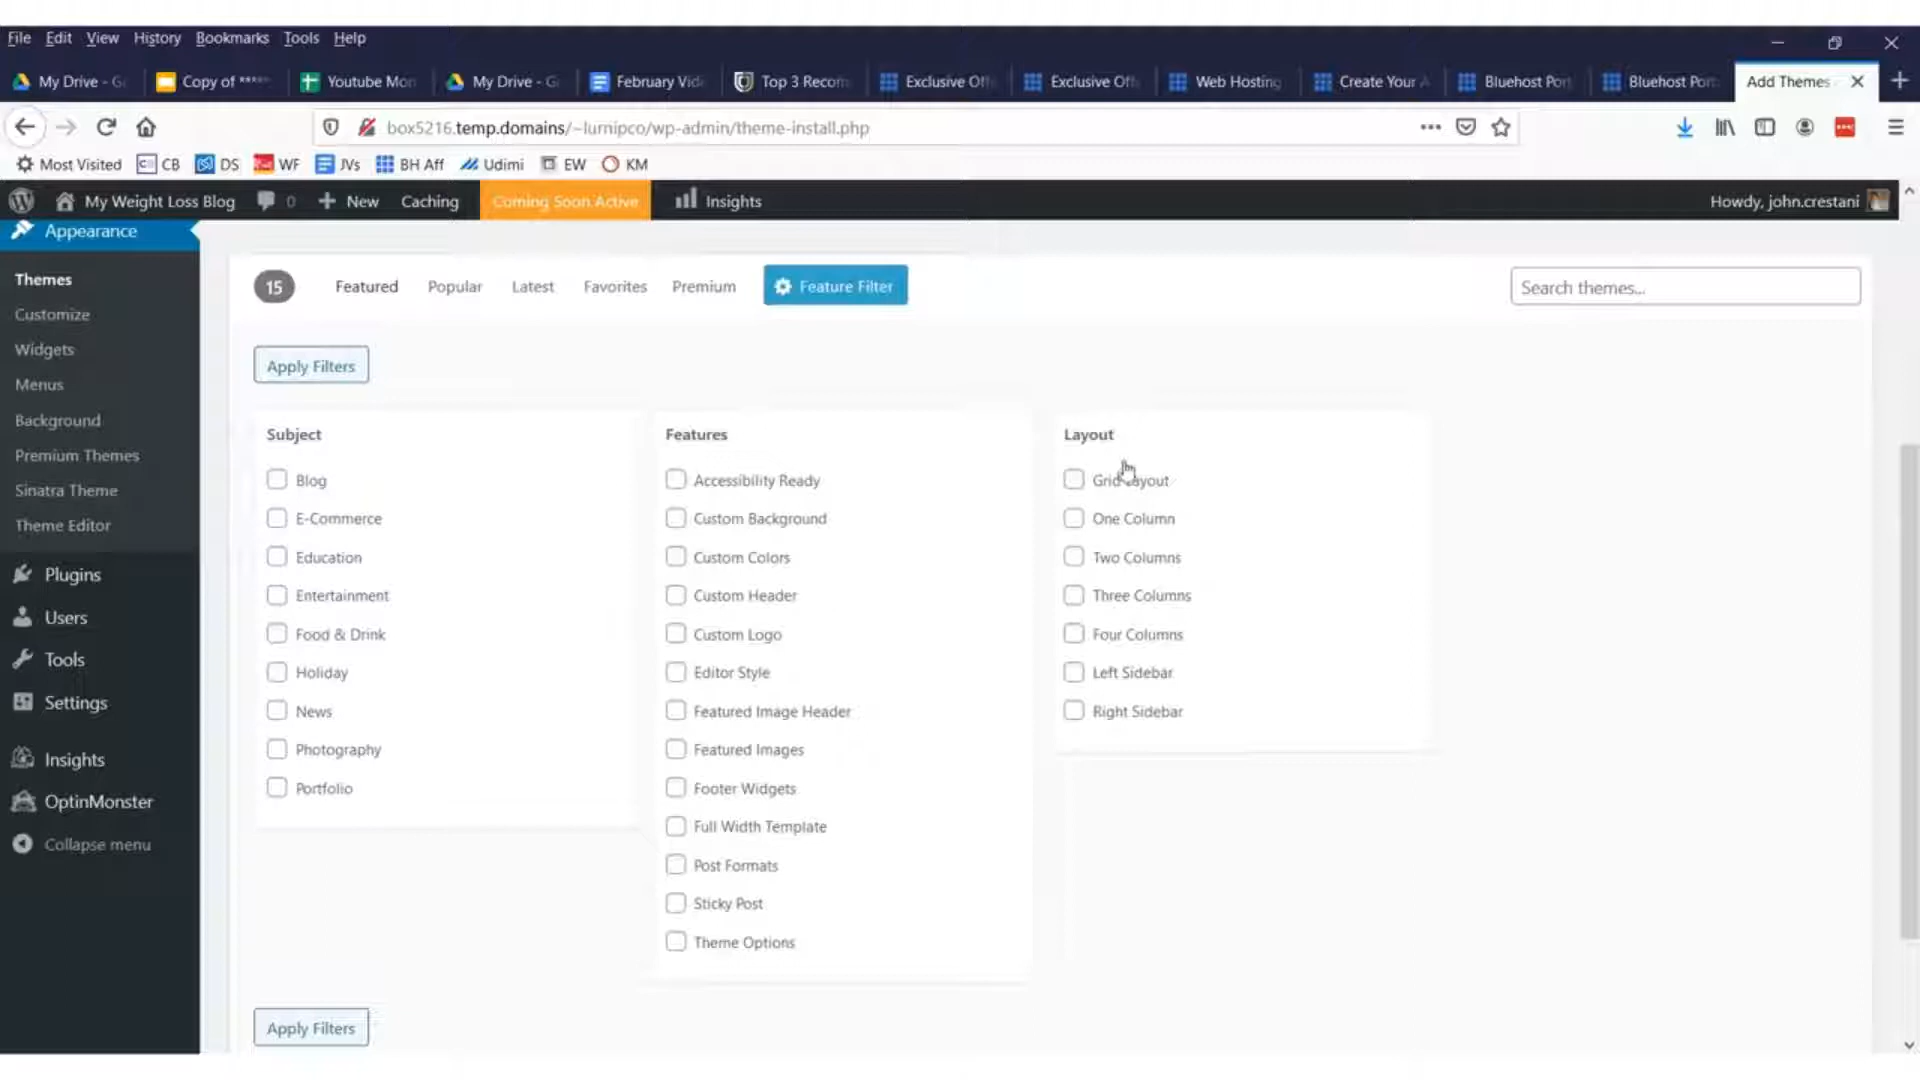 File Edit View History Bookmarks Tools Help
My Drive - G
Copy of ****
Youtube Mon
My Drive - G
February Vid
Top 3 Recom
Exclusive Off
Exclusive Off
Web Hosting
Create Your A
Bluehost Port
Bluehost Port
Add Themes
box5216.temp.domains/~lurnipco/wp-admin/theme-install.php
Most Visited CB DS WF JVs BH Aff Udimi EW KM
My Weight Loss Blog 0 New Caching Coming Soon Active Insights Howdy, john.crestani
Appearance
Themes
Customize
Widgets
Menus
Background
Premium Themes
Sinatra Theme
Theme Editor
Plugins
Users
Tools
Settings
Insights
OptinMonster
Collapse menu
15 Featured Popular Latest Favorites Premium Feature Filter Search themes...
Apply Filters
Subject
Blog
E-Commerce
Education
Entertainment
Food & Drink
Holiday
News
Photography
Portfolio
Features
Accessibility Ready
Custom Background
Custom Colors
Custom Header
Custom Logo
Editor Style
Featured Image Header
Featured Images
Footer Widgets
Full Width Template
Post Formats
Sticky Post
Theme Options
Layout
Grid Layout
One Column
Two Columns
Three Columns
Four Columns
Left Sidebar
Right Sidebar
Apply Filters